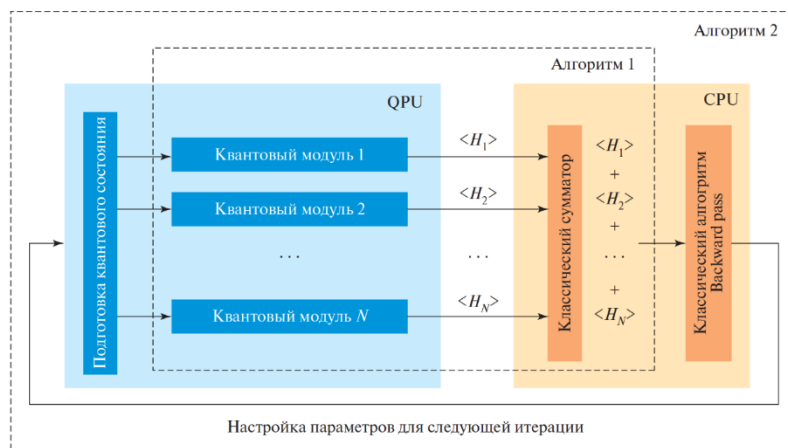 Алгоритм 2
Алгоритм 1
QPU
CPU
Подготовка квантового состояния
Квантовый модуль 1
<H1>
Квантовый модуль 2
<H2>
...
...
Квантовый модуль N
<HN>
Классический сумматор
<H1>
+
<H2>
+
...
+
<HN>
Классический алгогритм
Backward pass
Настройка параметров для следующей итерации